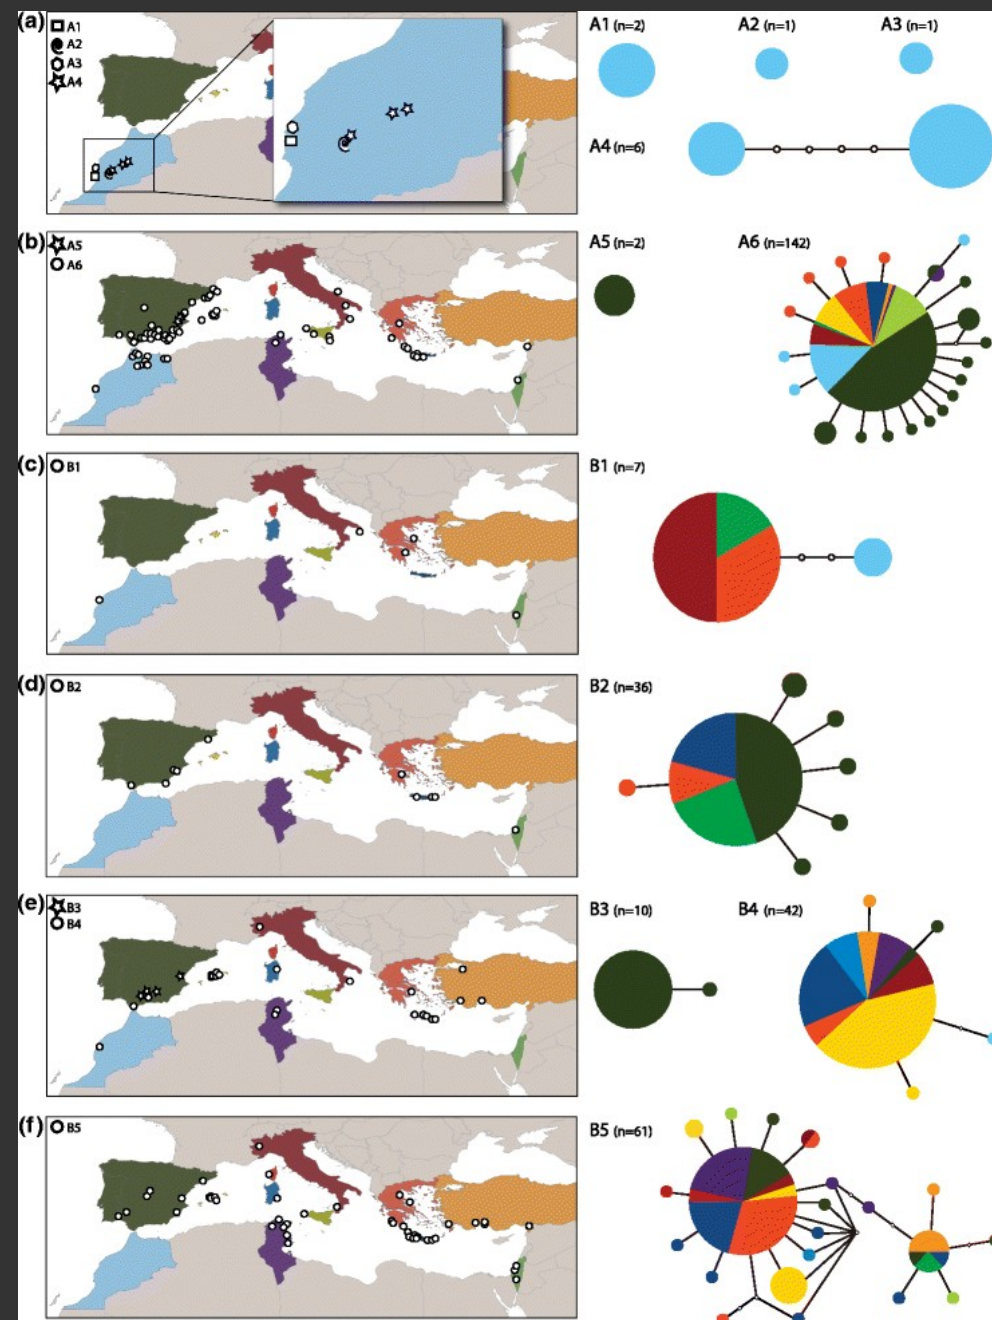 (a)
A1
A2
A3
A4
A1 (n=2)
A2 (n=1)
A3 (n=1)
A4 (n=6)
(b)
A5
A6
A5 (n=2)
A6 (n=142)
(c)
B1
B1 (n=7)
(d)
B2
B2 (n=36)
(e)
B3
B4
B3 (n=10)
B4 (n=42)
(f)
B5
B5 (n=61)